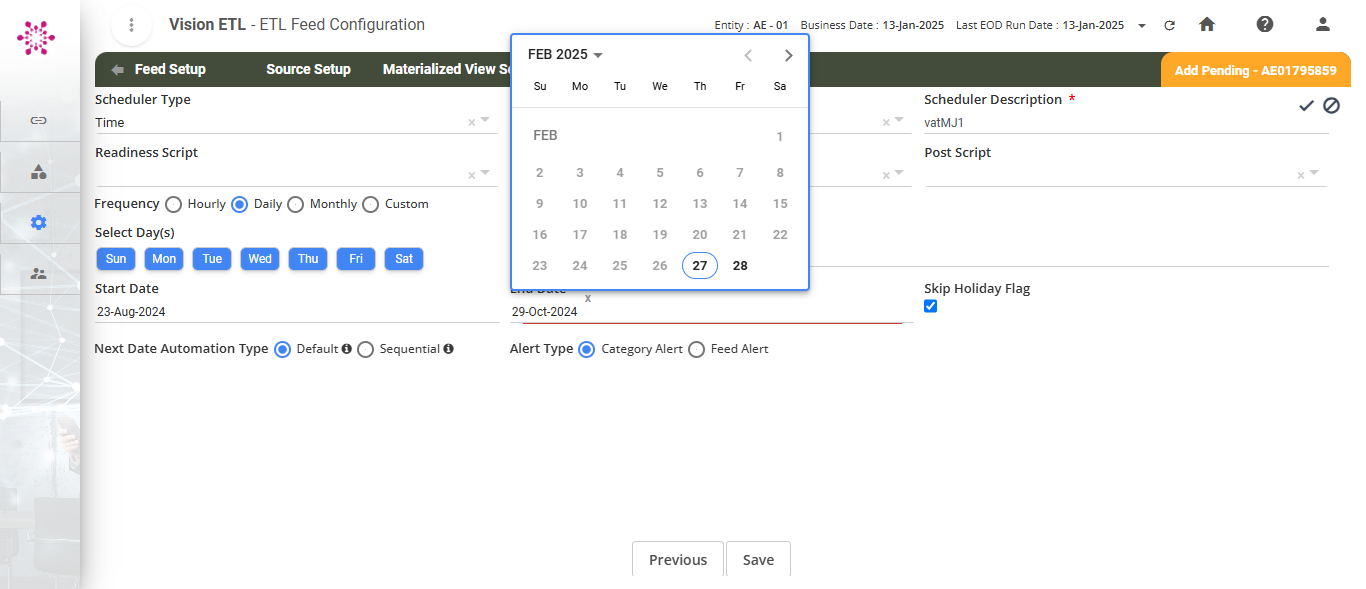 Vision ETL - ETL Feed Configuration
Entity : AE - 01 Business Date : 13-Jan-2025 Last EOD Run Date : 13-Jan-2025
Feed Setup Source Setup Materialized View Add Pending - AE01795859
FEB 2025
Su Mo Tu We Th Fr Sa
FEB 1
2 3 4 5 6 7 8
9 10 11 12 13 14 15
16 17 18 19 20 21 22
23 24 25 26 27 28
Scheduler Type
Time
Scheduler Description *
vatMJ1
Readiness Script
Post Script
Frequency Hourly Daily Monthly Custom
Select Day(s)
Sun Mon Tue Wed Thu Fri Sat
Start Date
23-Aug-2024
End Date
x
29-Oct-2024
Skip Holiday Flag
Next Date Automation Type Default Sequential Alert Type Category Alert Feed Alert
Previous Save